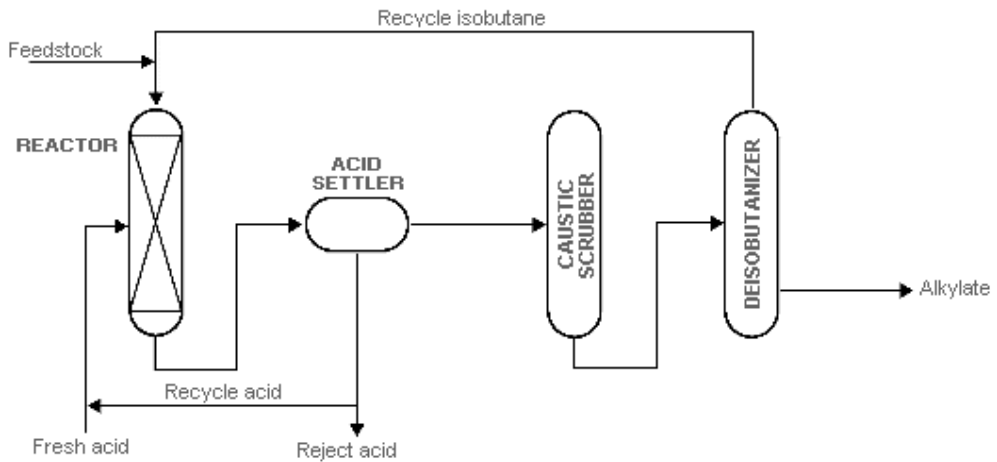 Recycle isobutane
Feedstock
REACTOR
ACID
SETTLER
CAUSTIC
SCRUBBER
DEISOBUTANIZER
Alkylate
Recycle acid
Fresh acid
Reject acid